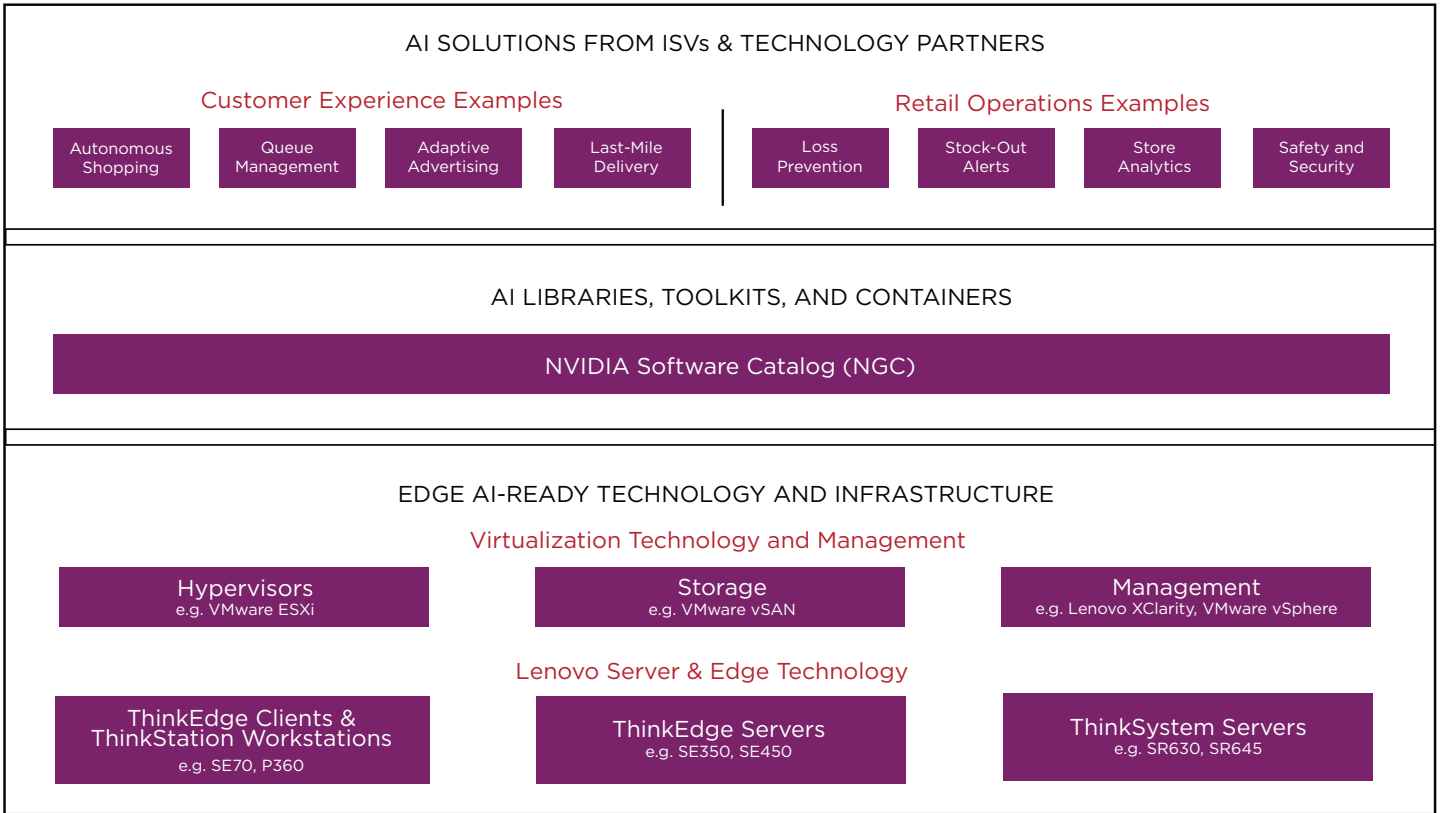 AI SOLUTIONS FROM ISVs & TECHNOLOGY PARTNERS
Customer Experience Examples
Autonomous
Shopping
Queue
Management
Adaptive
Advertising
Last-Mile
Delivery
Retail Operations Examples
Loss
Prevention
Stock-Out
Alerts
Store
Analytics
Safety and
Security
AI LIBRARIES, TOOLKITS, AND CONTAINERS
NVIDIA Software Catalog (NGC)
EDGE AI-READY TECHNOLOGY AND INFRASTRUCTURE
Virtualization Technology and Management
Hypervisors
e.g. VMware ESXi
Storage
e.g. VMware vSAN
Management
e.g. Lenovo XClarity, VMware vSphere
Lenovo Server & Edge Technology
ThinkEdge Clients &
ThinkStation Workstations
e.g. SE70, P360
ThinkEdge Servers
e.g. SE350, SE450
ThinkSystem Servers
e.g. SR630, SR645